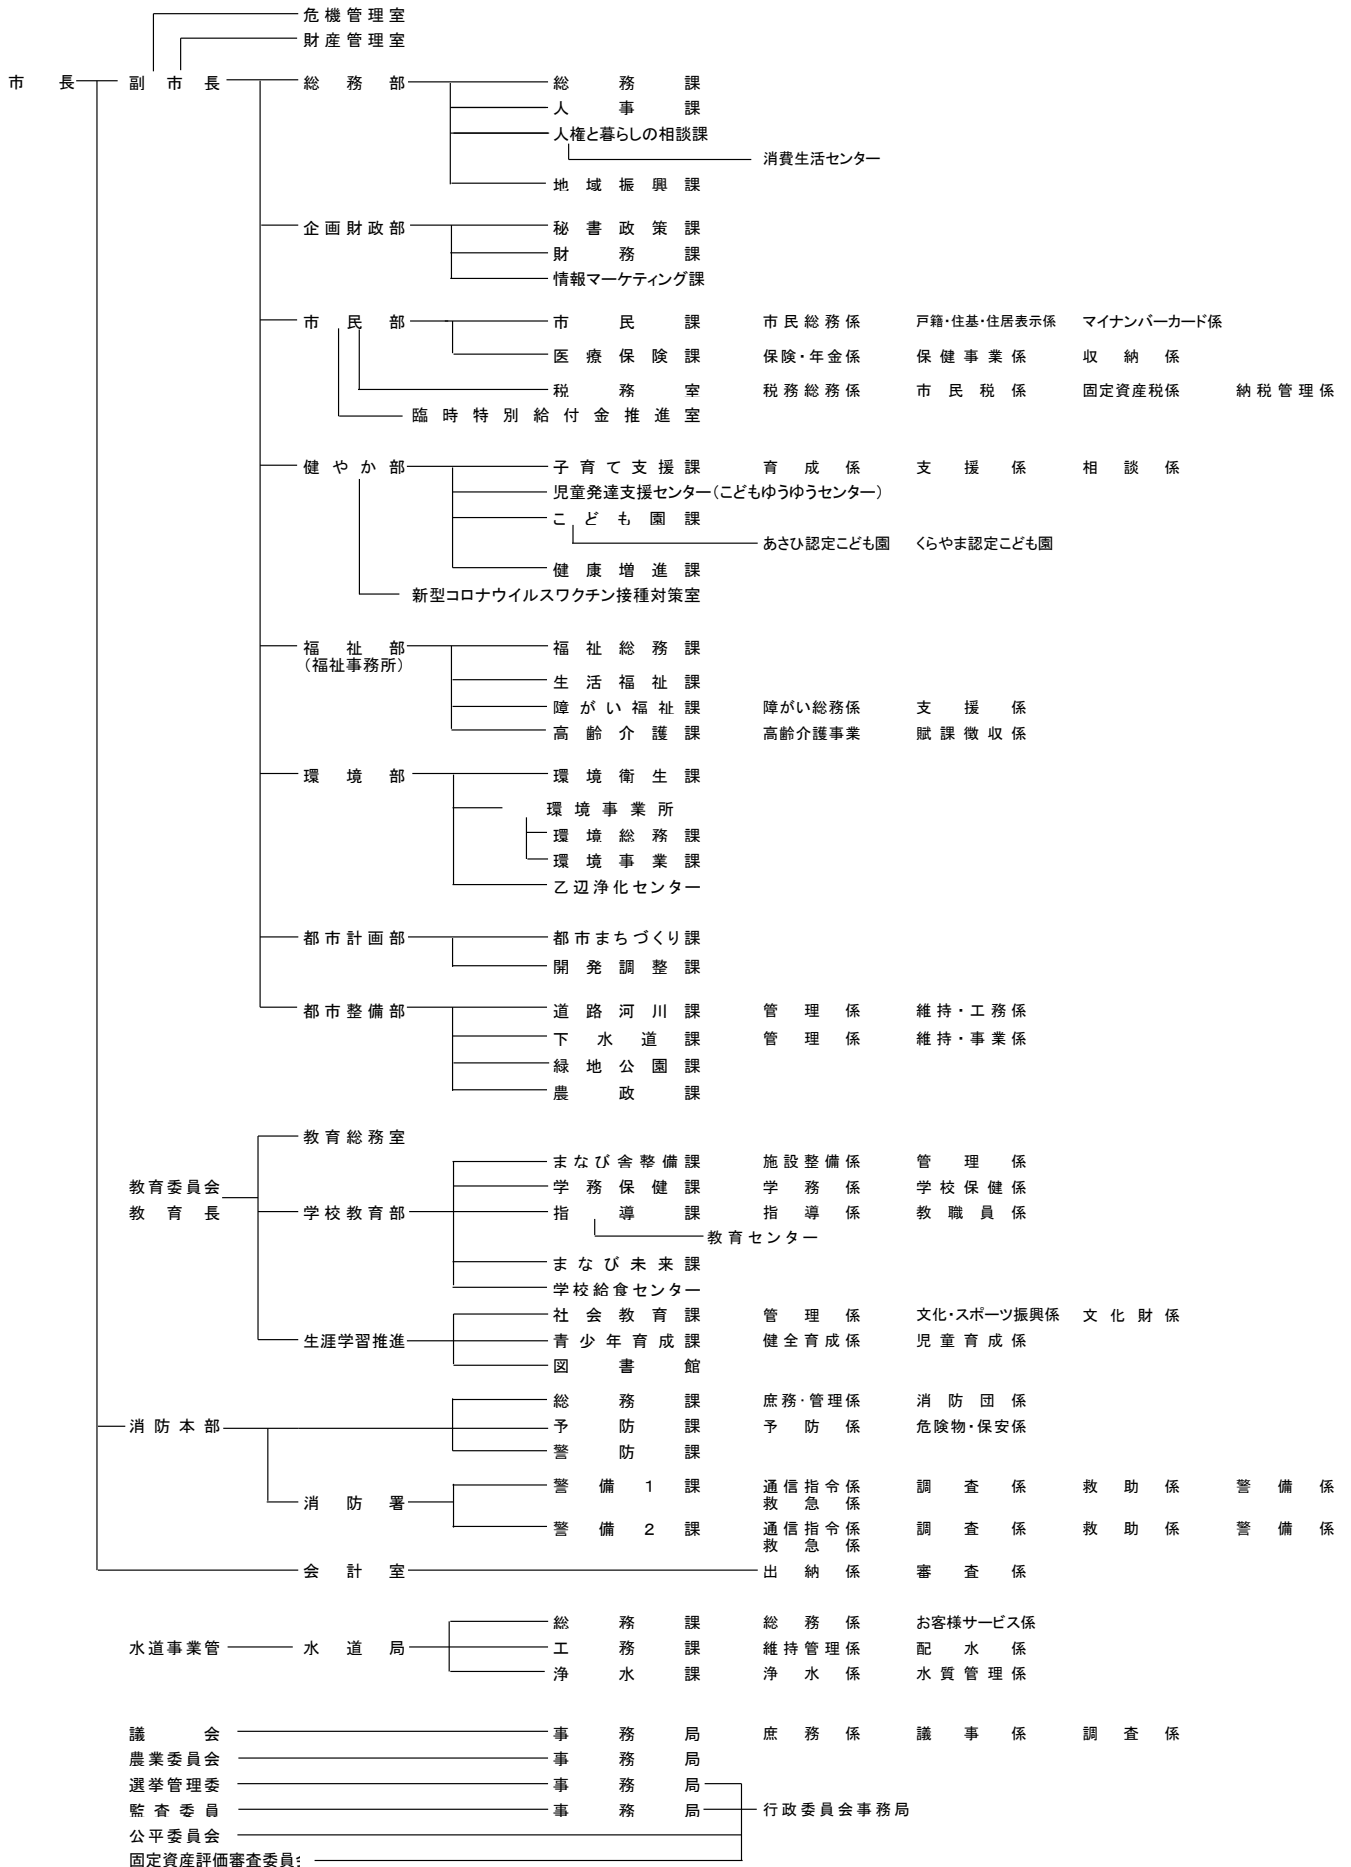 危機管理室
財産管理室
市長 副市長 総務部 総務課
人事課
人権と暮らしの相談課
消費生活センター
地域振興課
企画財政部 秘書政策課
財務課
情報マーケティング課
市民部 市民課 市民総務係 戸籍・住基・住居表示係 マイナンバーカード係
医療保険課 保険・年金係 保健事業係 収納係
税務室 税務総務係 市民税係 固定資産税係 納税管理係
臨時特別給付金推進室
健やか部 子育て支援課 育成係 支援係 相談係
児童発達支援センター(こどもゆうゆうセンター)
こども園課
あさひ認定こども園 くらやま認定こども園
健康増進課
新型コロナウイルスワクチン接種対策室
福祉部 福祉総務課
(福祉事務所)
生活福祉課
障がい福祉課 障がい総務係 支援係
高齢介護課 高齢介護事業 賦課徴収係
環境部 環境衛生課
環境事業所
環境総務課
環境事業課
乙辺浄化センター
都市計画部 都市まちづくり課
開発調整課
都市整備部 道路河川課 管理係 維持・工務係
下水道課 管理係 維持・事業係
緑地公園課
農政課
教育総務室
まなび舎整備課 施設整備係 管理係
教育委員会 学務保健課 学務係 学校保健係
教育長 学校教育部 指導課 指導係 教職員係
教育センター
まなび未来課
学校給食センター
社会教育課 管理係 文化・スポーツ振興係 文化財係
生涯学習推進 青少年育成課 健全育成係 児童育成係
図書館
総務課 庶務・管理係 消防団係
消防本部 予防課 予防係 危険物・保安係
警防課
警備1課 通信指令係 調査係 救助係 警備係
消防署 救急係
警備2課 通信指令係 調査係 救助係 警備係
救急係
会計室 出納係 審査係
総務課 総務係 お客様サービス係
水道事業管 水道局 工務課 維持管理係 配水係
浄水課 浄水係 水質管理係
議会 事務局 庶務係 議事係 調査係
農業委員会 事務局
選挙管理委 事務局
監査委員 事務局 行政委員会事務局
公平委員会
固定資産評価審査委員会